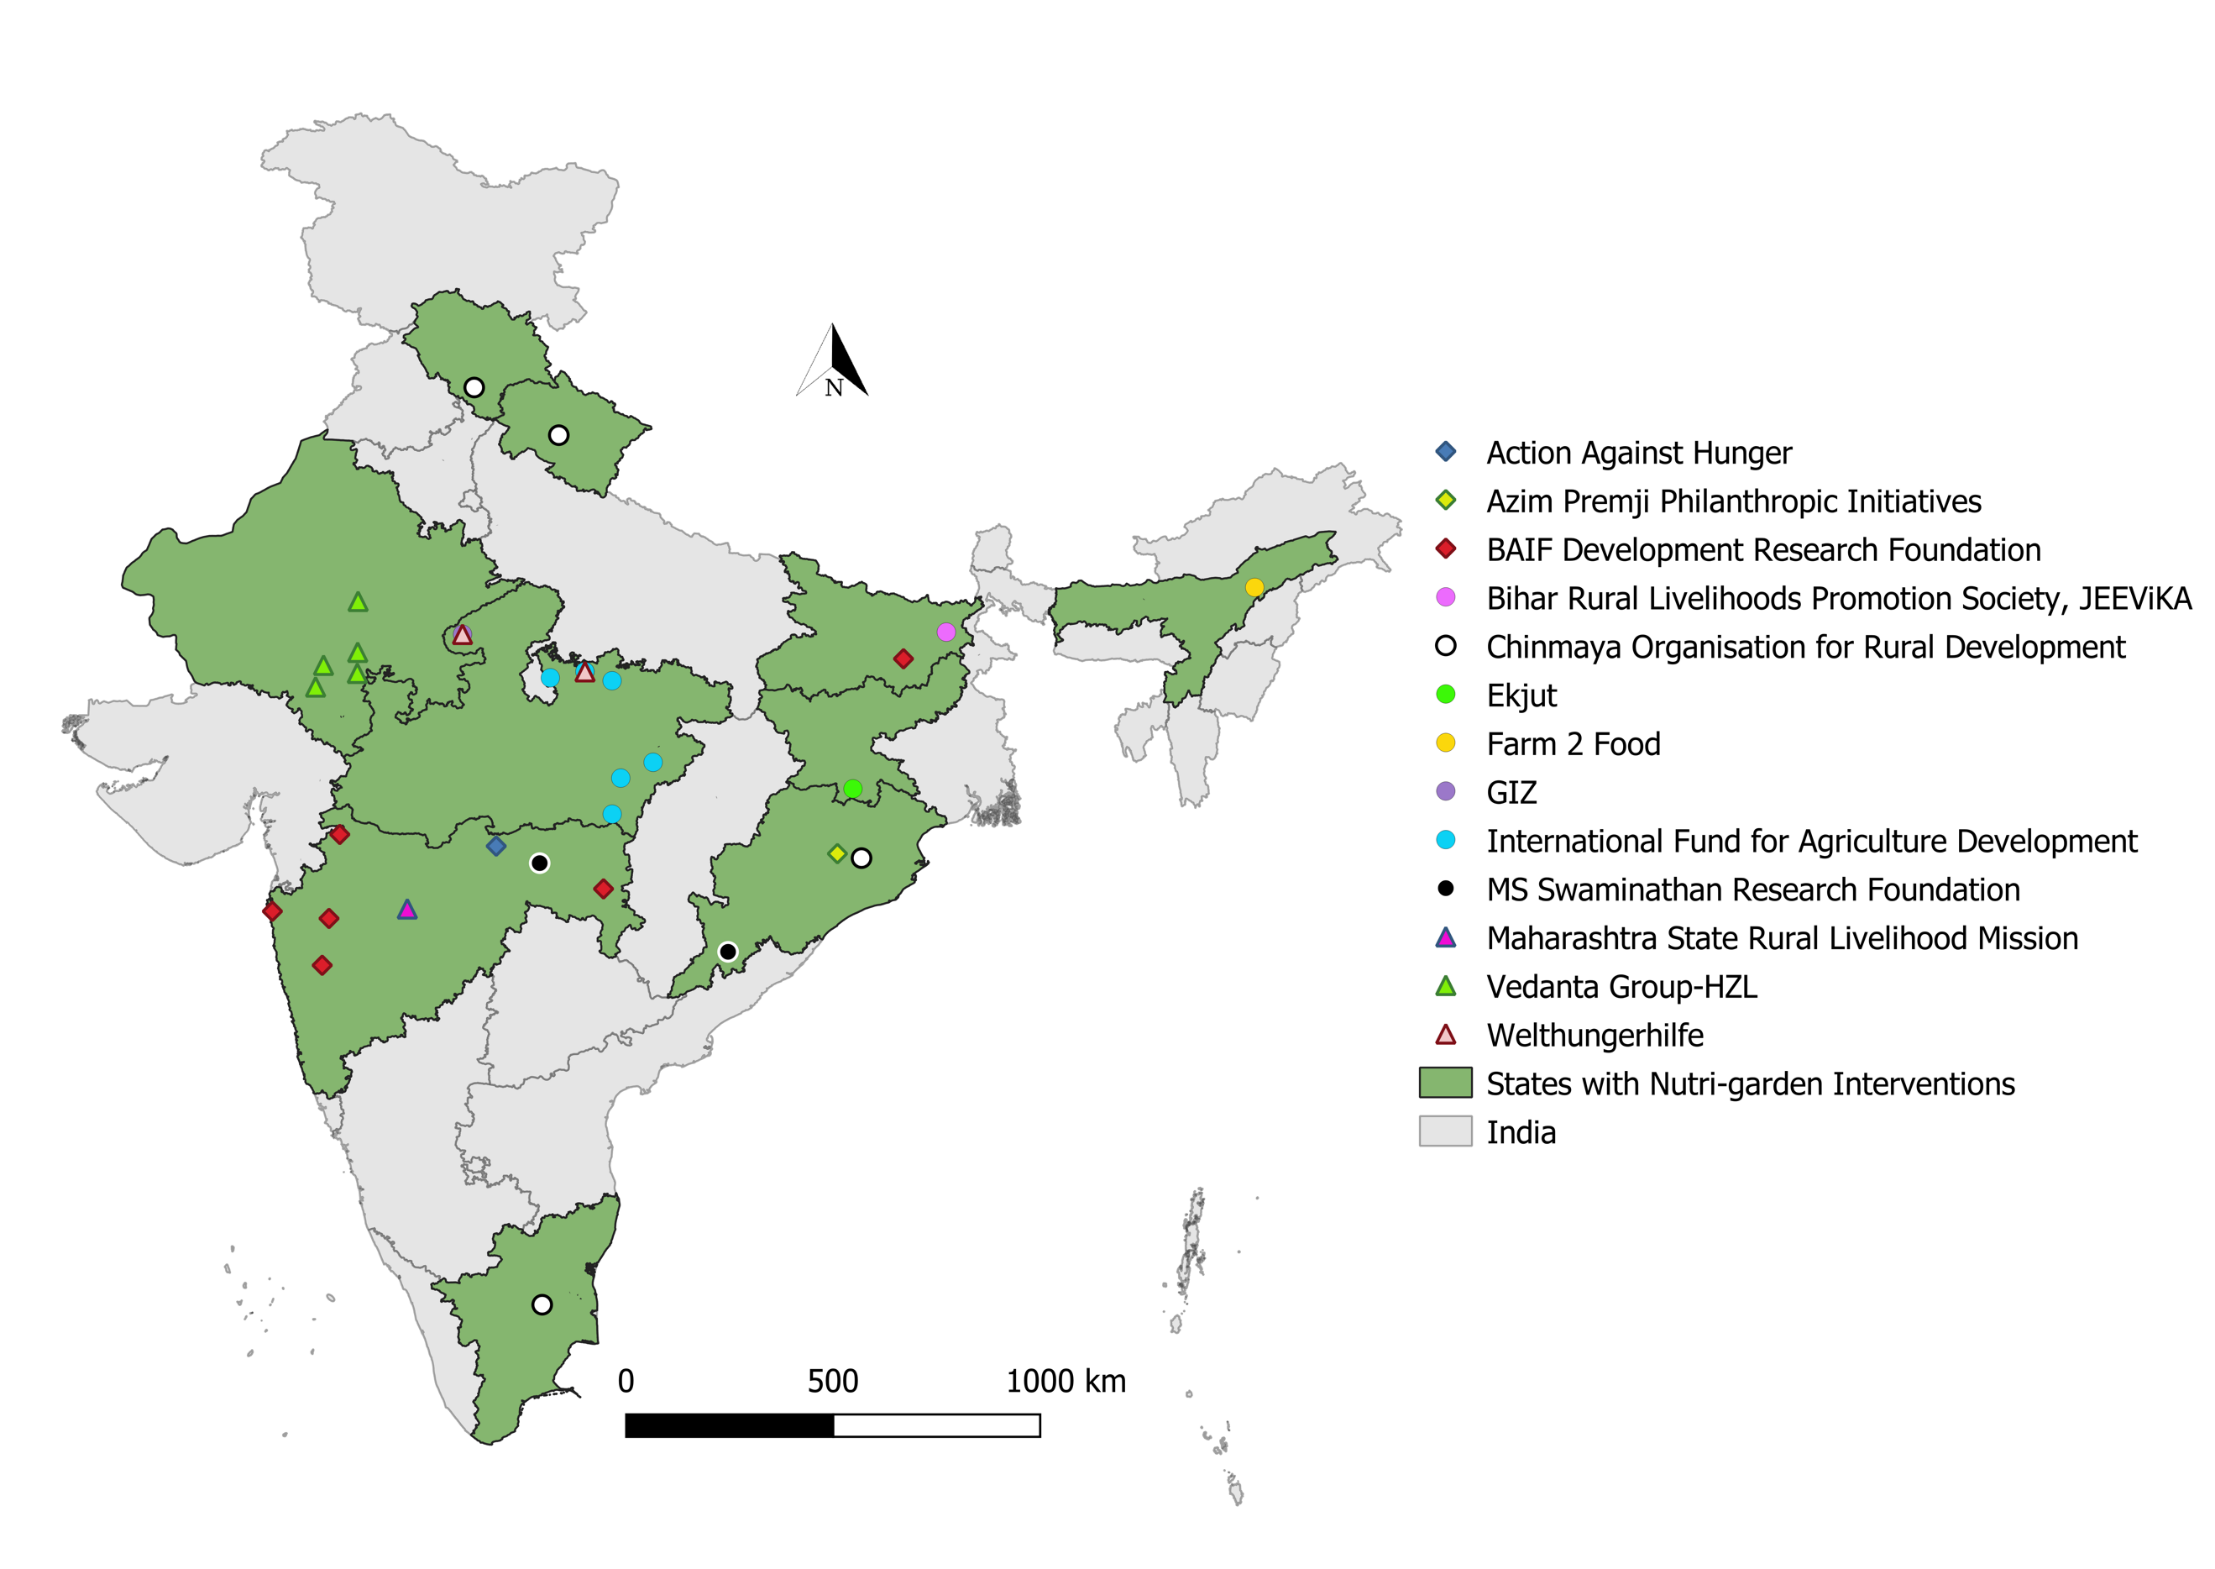 N
Action Against Hunger
Azim Premji Philanthropic Initiatives
BAIF Development Research Foundation
Bihar Rural Livelihoods Promotion Society, JEEViKA
Chinmaya Organisation for Rural Development
Ekjut
Farm 2 Food
GIZ
International Fund for Agriculture Development
MS Swaminathan Research Foundation
Maharashtra State Rural Livelihood Mission
Vedanta Group-HZL
Welthungerhilfe
States with Nutri-garden Interventions
India
0 500 1000 km